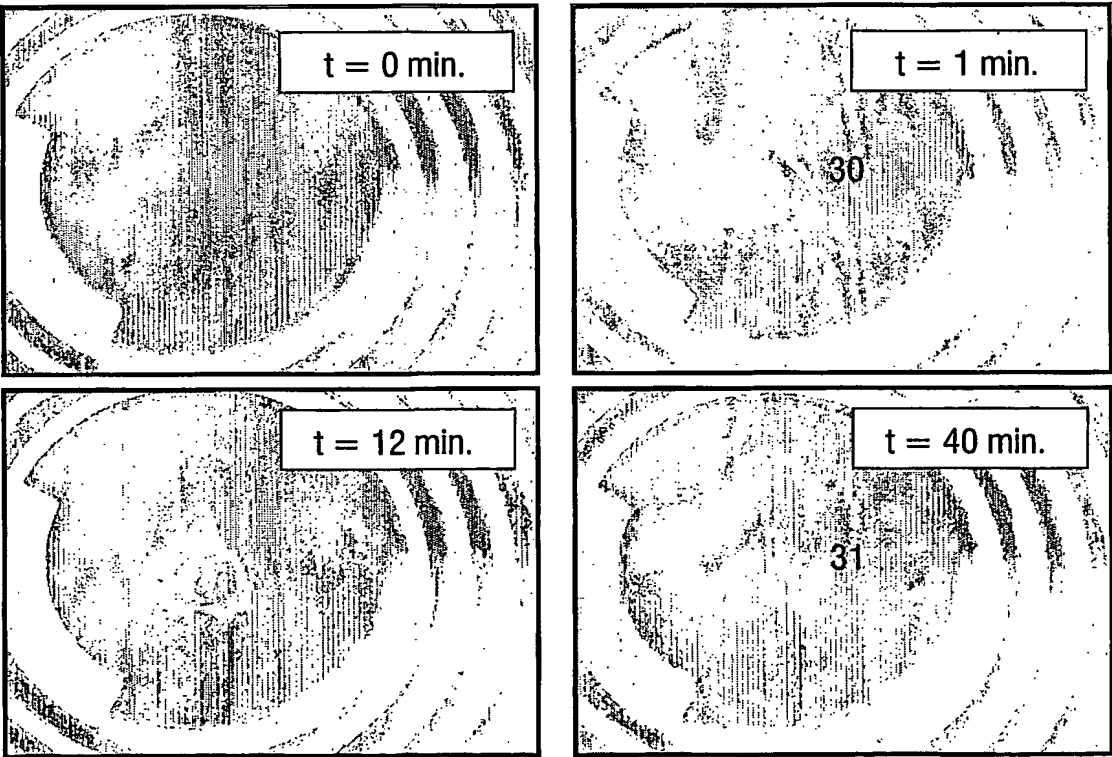 t = 0 min.
t = 1 min.
30
t = 12 min.
t = 40 min.
31